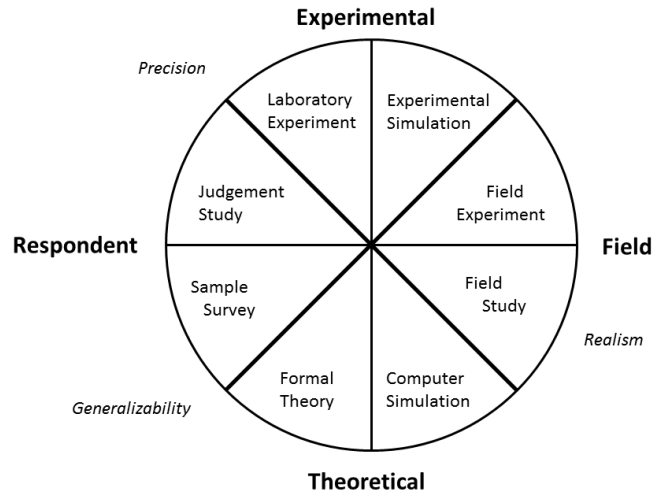 Experimental
Precision
Laboratory
Experiment
Experimental
Simulation
Judgement
Study
Field
Experiment
Respondent
Field
Sample
Survey
Field
Study
Realism
Generalizability
Formal
Theory
Computer
Simulation
Theoretical